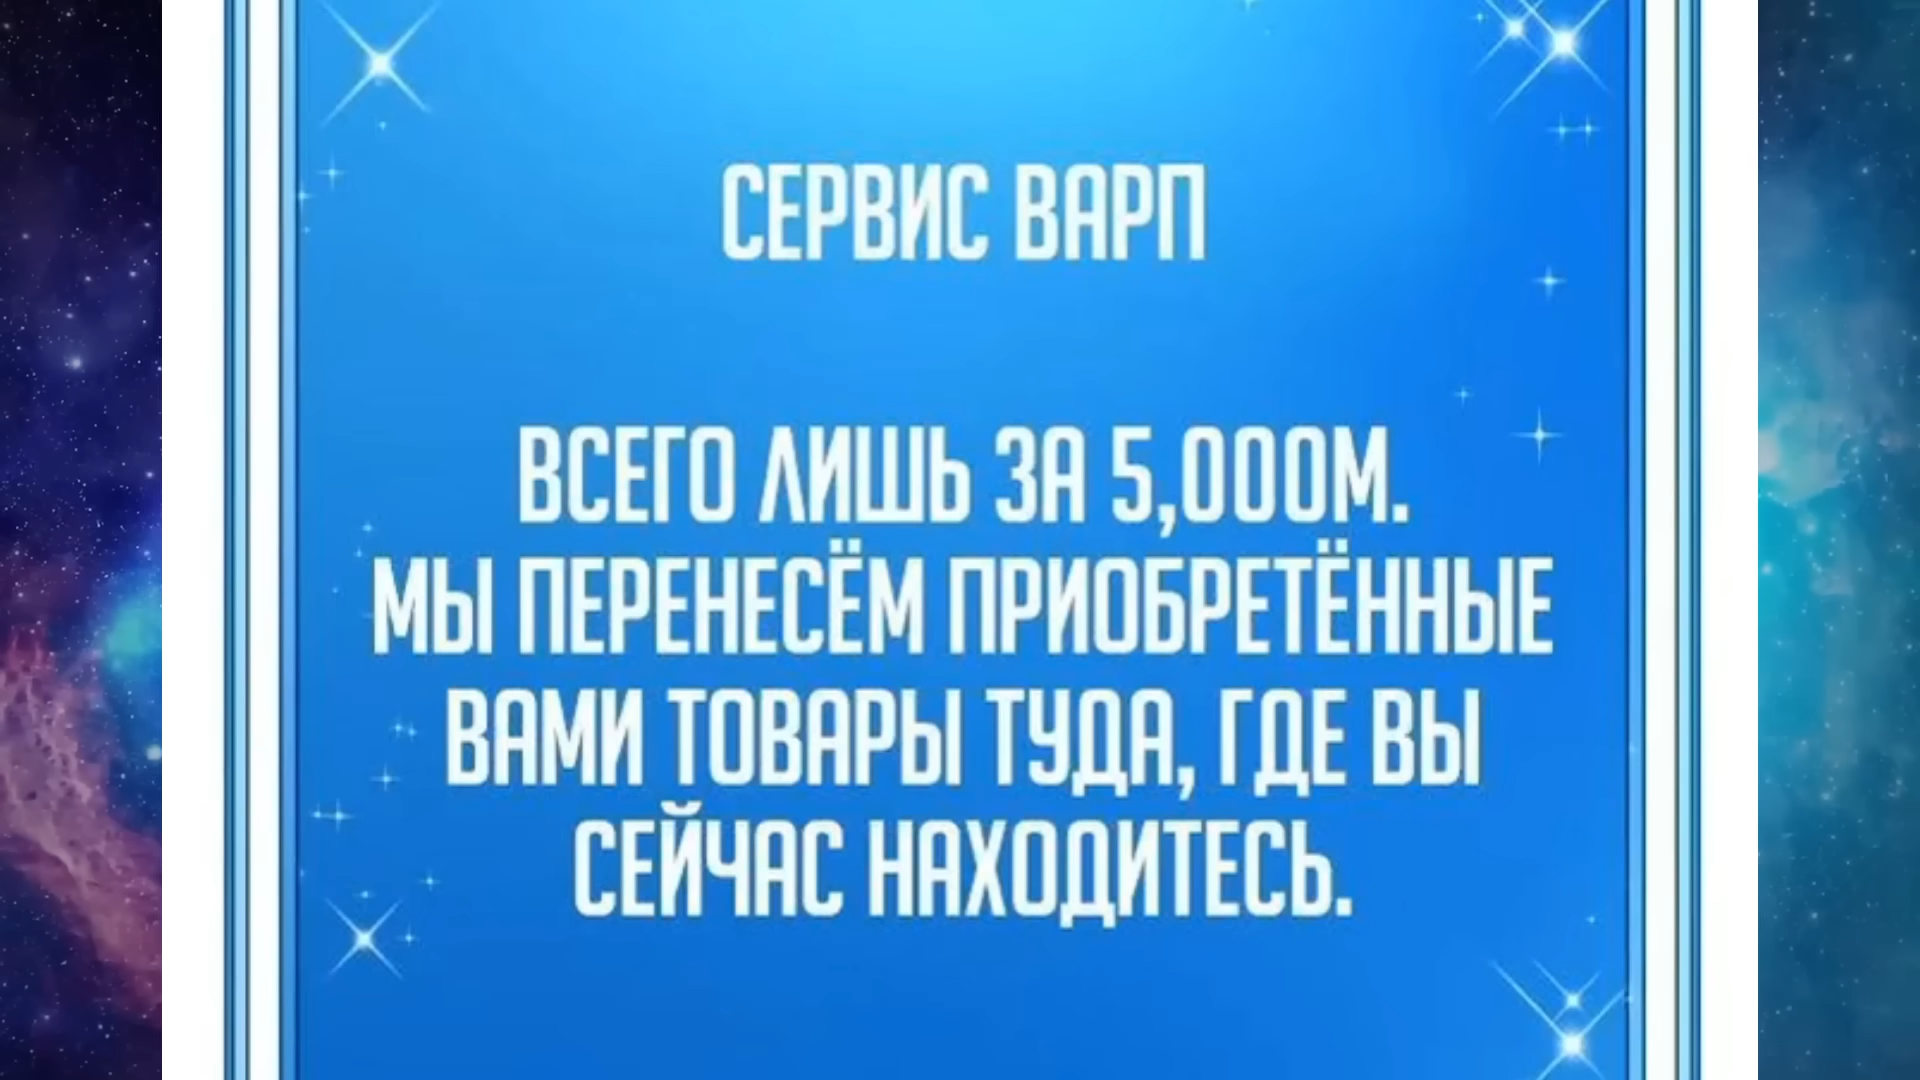 СЕРВИС ВАРП
ВСЕГО ЛИШЬ ЗА 5,000М.
МЫ ПЕРЕНЕСЁМ ПРИОБРЕТЁННЫЕ
ВАМИ ТОВАРЫ ТУДА, ГДЕ ВЫ
СЕЙЧАС НАХОДИТЕСЬ.